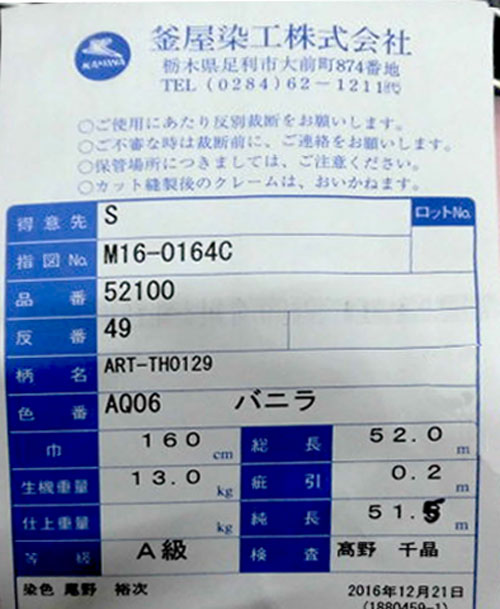 KAMAYA
釜屋染工株式会社
栃木県足利市大前町874番地
TEL (0284)62-1211㈹
○ご使用にあたり反別裁断をお願いします。
○ご不審な時は裁断前に、ご連絡をお願いします。
○保管場所につきましては、ご注意ください。
○カット縫製後のクレームは、おいかねます。
得意先 S ロットNo.
指図No. M16-0164C
品番 52100
反番 49
柄名 ART-TH0129
色番 AQ06 バニラ
巾 160 cm 総長 52.0 m
生機重量 13.0 kg 疵引 0.2 m
仕上重量 kg 純長 51.5 m
等級 A級 検査 髙野 千晶
染色 尾野 裕次 2016年12月21日
(1880459-1)